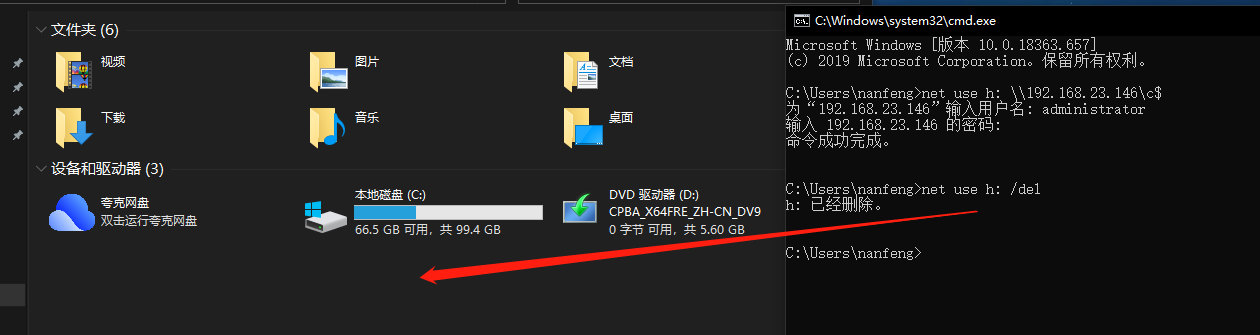 文件夹 (6)
视频
图片
文档
下载
音乐
桌面
设备和驱动器 (3)
夸克网盘
双击运行夸克网盘
本地磁盘 (C:)
66.5 GB 可用，共 99.4 GB
DVD 驱动器 (D:)
CPBA_X64FRE_ZH-CN_DV9
0 字节 可用，共 5.60 GB
C:\Windows\system32\cmd.exe
Microsoft Windows [版本 10.0.18363.657]
(c) 2019 Microsoft Corporation。保留所有权利。
C:\Users\nanfeng>net use h: \\192.168.23.146\c$
为“192.168.23.146”输入用户名: administrator
输入 192.168.23.146 的密码:
命令成功完成。
C:\Users\nanfeng>net use h: /del
h: 已经删除。
C:\Users\nanfeng>